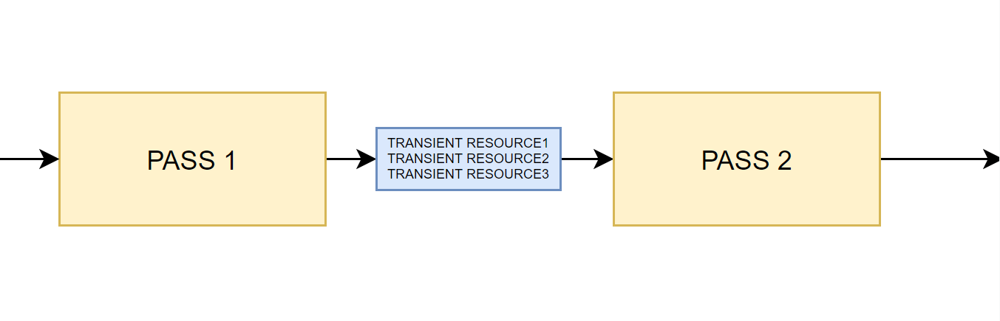 PASS 1
TRANSIENT RESOURCE1
TRANSIENT RESOURCE2
TRANSIENT RESOURCE3
PASS 2